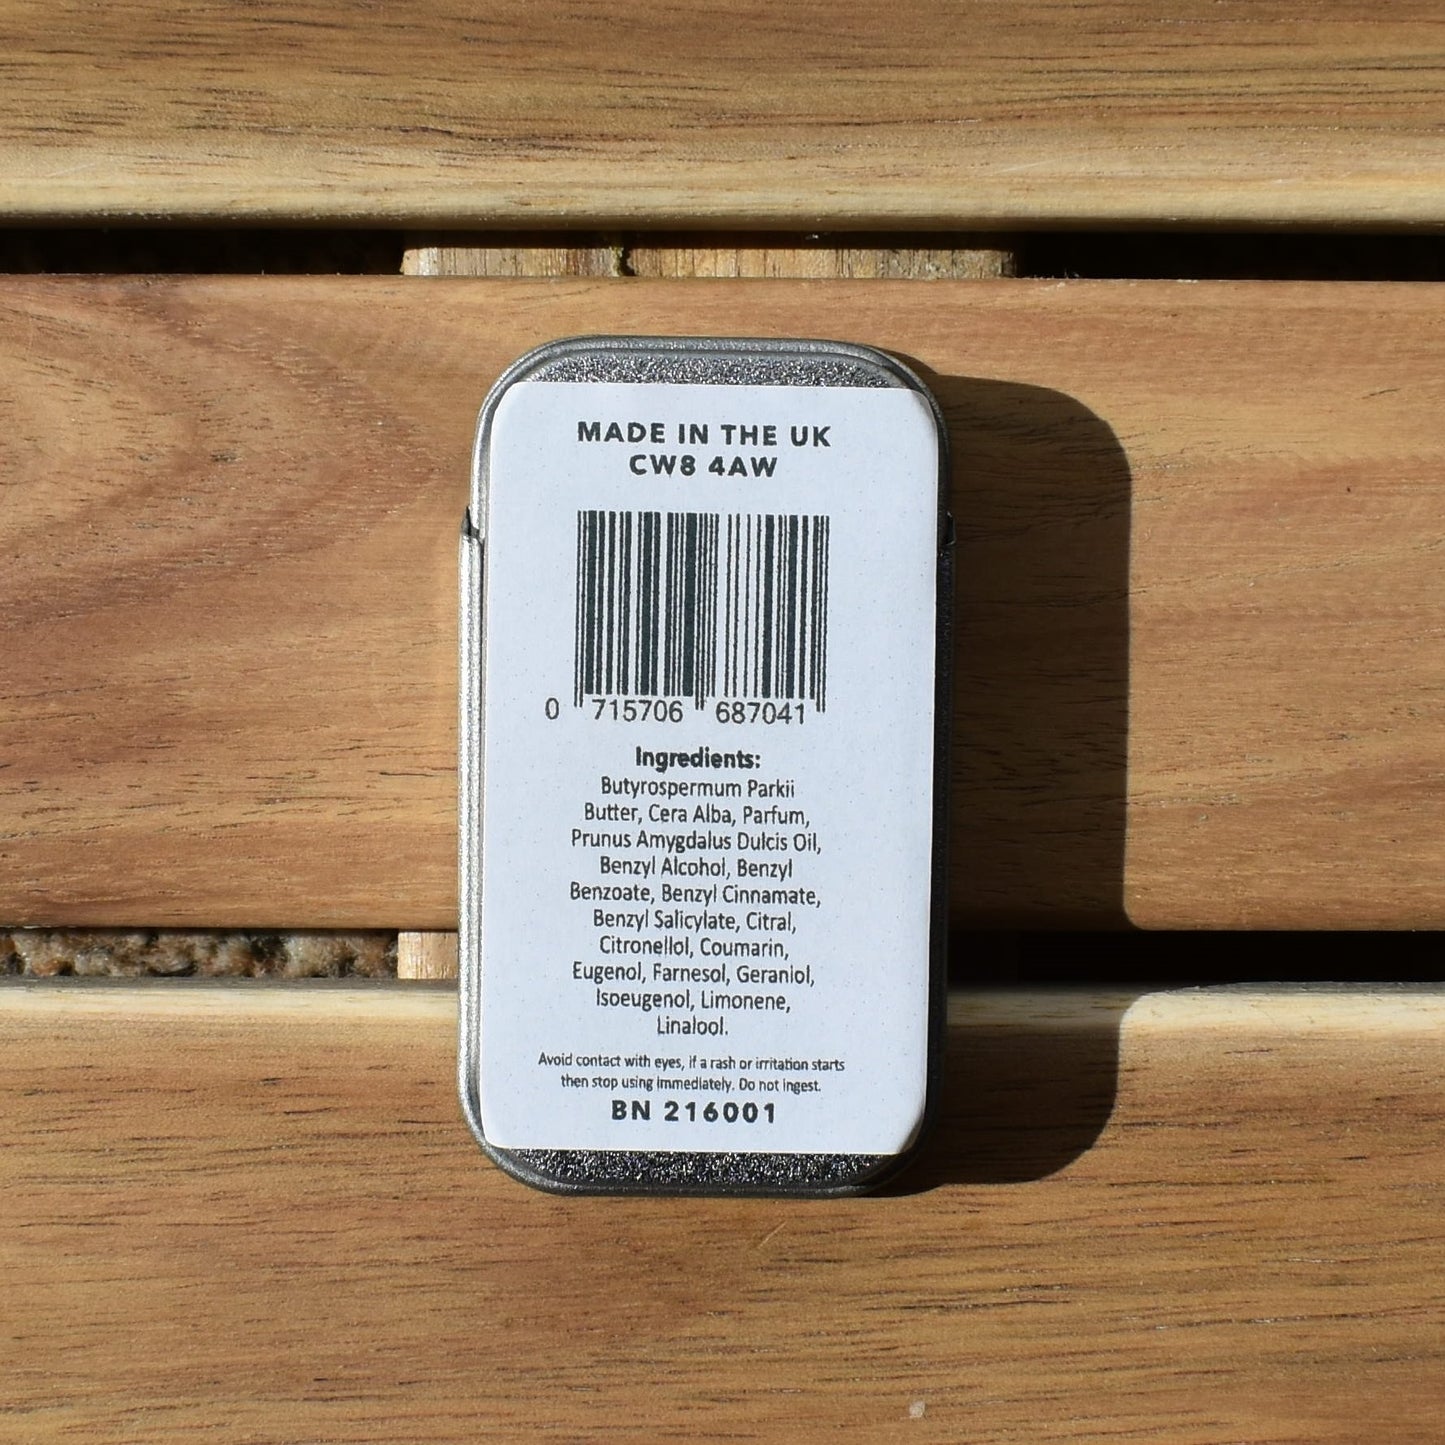 MADE IN THE UK
CW8 4AW
0 715706 687041
Ingredients:
Butyrospermum Parkii
Butter, Cera Alba, Parfum,
Prunus Amygdalus Dulcis Oil,
Benzyl Alcohol, Benzyl
Benzoate, Benzyl Cinnamate,
Benzyl Salicylate, Citral,
Citronellol, Coumarin,
Eugenol, Farnesol, Geraniol,
Isoeugenol, Limonene,
Linalool.
Avoid contact with eyes, if a rash or irritation starts
then stop using immediately. Do not ingest.
BN 216001